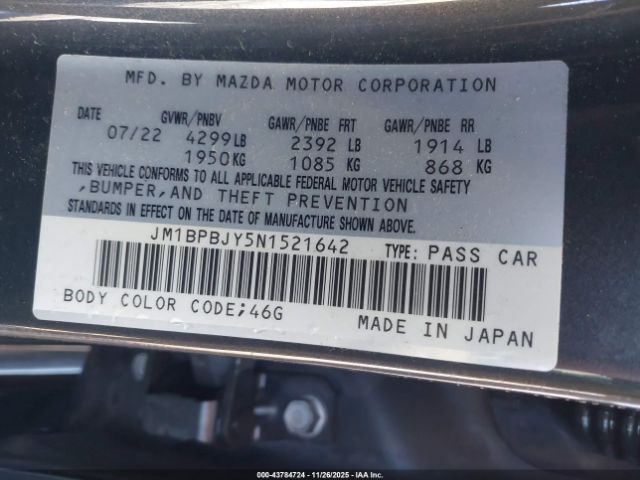 MFD. BY MAZDA MOTOR CORPORATION
DATE GVWR/PNBV GAWR/PNBE FRT GAWR/PNBE RR
07/22 4299LB 2392 LB 1914 LB
1950KG 1085 KG 868 KG
THIS VEHICLE CONFORMS TO ALL APPLICABLE FEDERAL MOTOR VEHICLE SAFETY
,BUMPER,AND THEFT PREVENTION
STANDARDS IN EFFECT ON THE DATE OF MANUFACTURE SHOWN ABOVE.
JM1BPBJY5N1521642 TYPE: PASS CAR
BODY COLOR CODE;46G
MADE IN JAPAN
00-43784724 | 11/26/2025 — IAA, Inc.